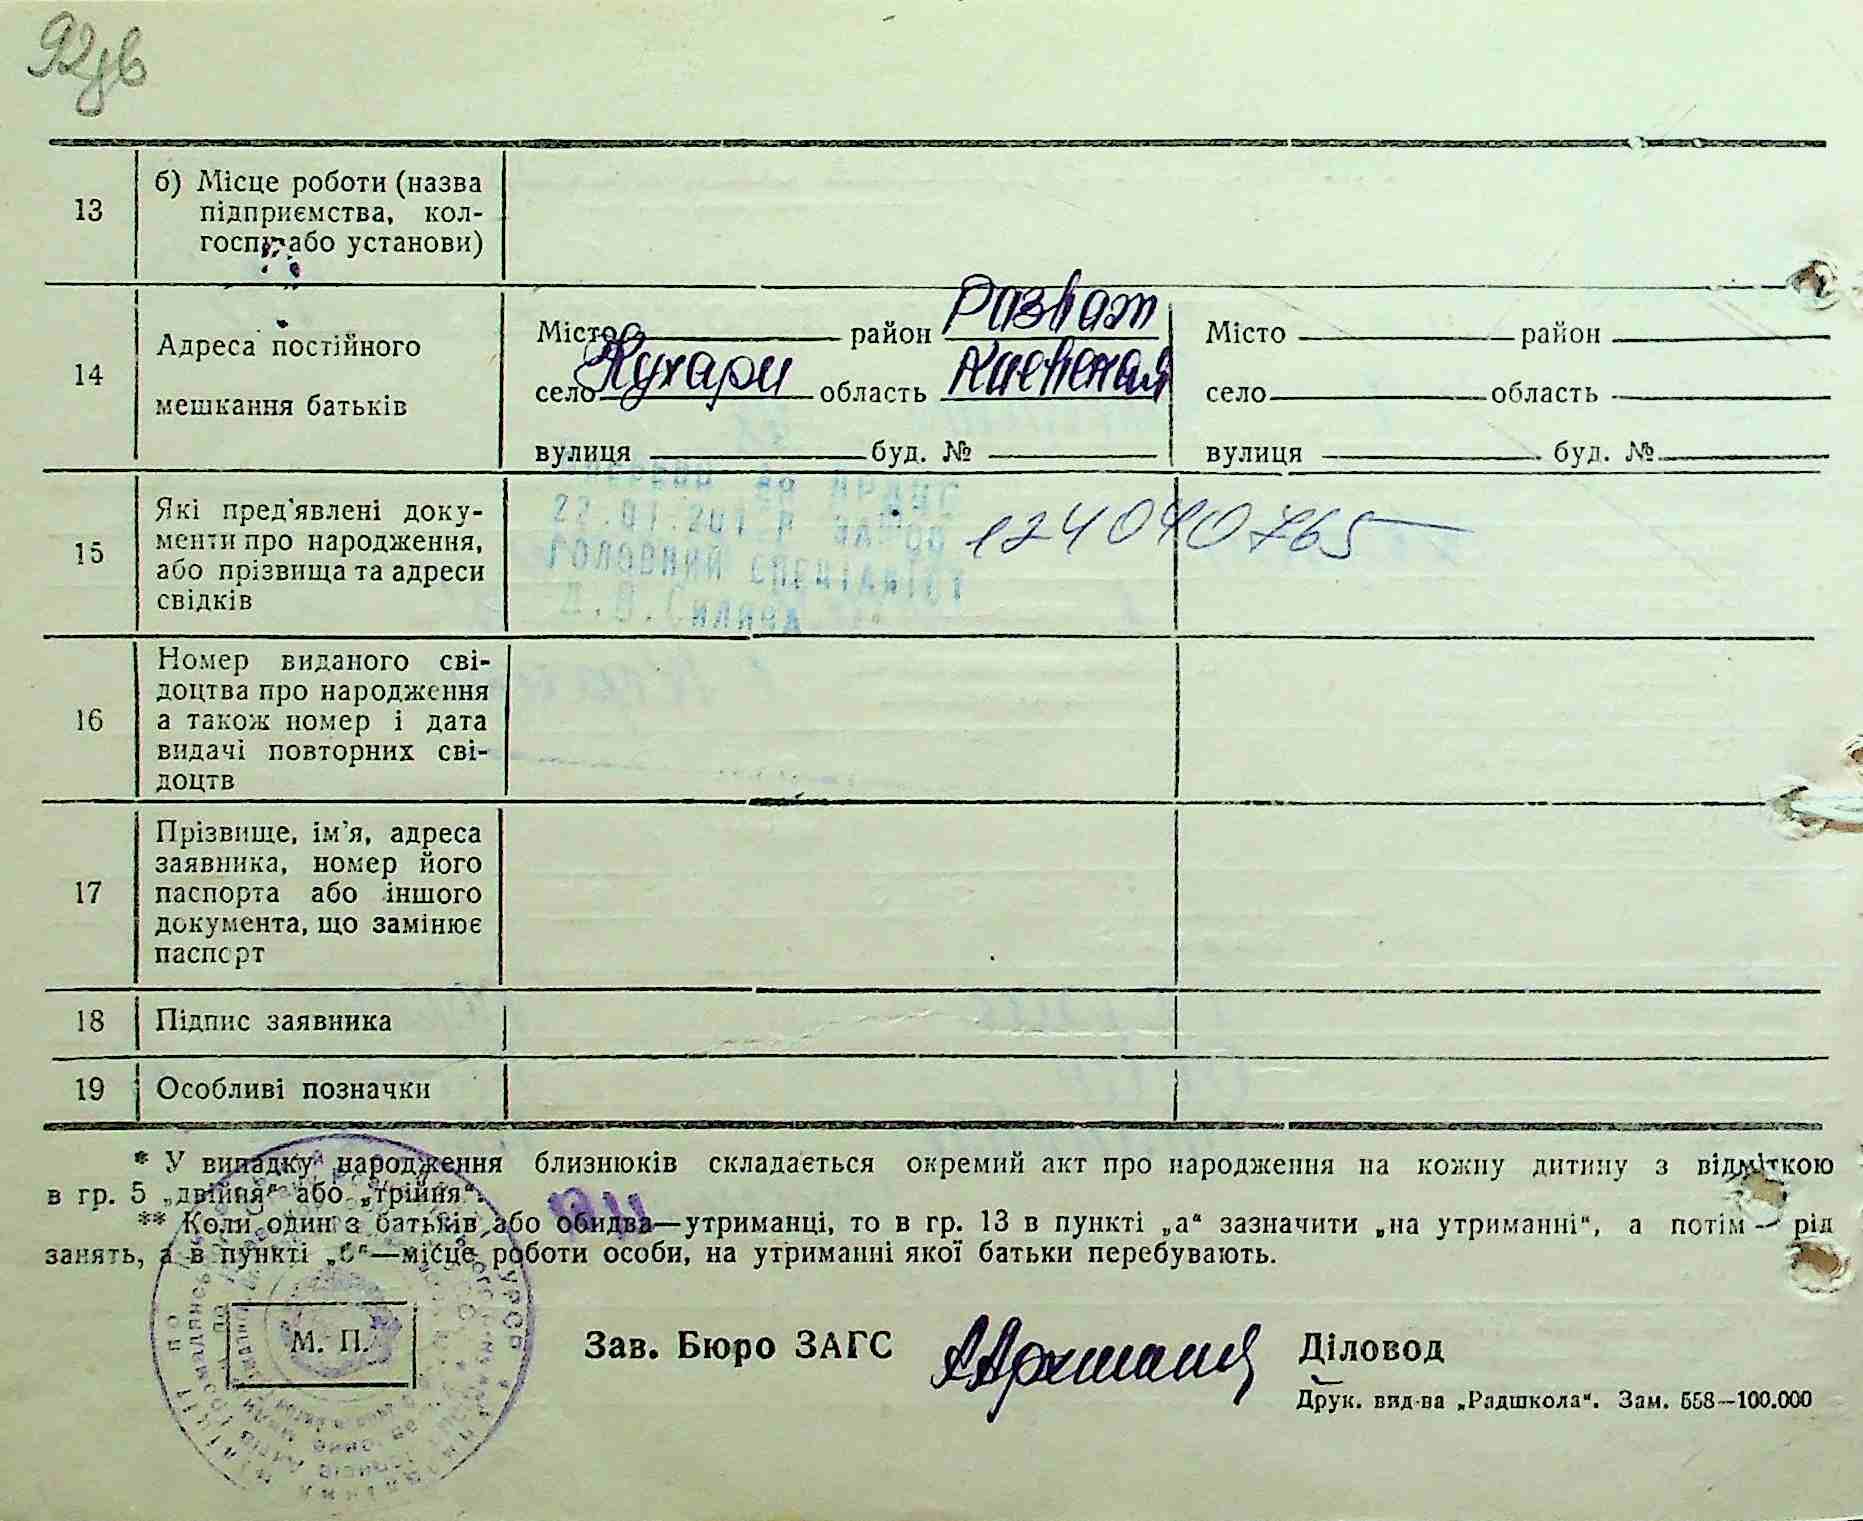 92зв
13
б) Місце роботи (назва
підприємства, кол-
госпу або установи)
14
Адреса постійного
мешкання батьків
Місто район Розваж
село Кухари область Киевская
вулиця буд. №
Місто район
село область
вулиця буд. №
15
Які пред'явлені доку-
менти про народження,
або прізвища та адреси
свідків
головний спеціаліст
16
Номер виданого сві-
доцтва про народження
а також номер і дата
видачі повторних сві-
доцтв
17
Прізвище, ім'я, адреса
заявника, номер його
паспорта або іншого
документа, що замінює
паспорт
18
Підпис заявника
19
Особливі позначки
* У випадку народження близнюків складається окремий акт про народження на кожну дитину з відміткою
в гр. 5 „двійня“ або „трійня“.
** Коли один з батьків або обидва—утриманці, то в гр. 13 в пункті „а“ зазначити „на утриманні“, а потім — рід
занять, а в пункті „б“—місце роботи особи, на утриманні якої батьки перебувають.
М. П.
Зав. Бюро ЗАГС
Діловод
Друк. вид-ва „Радшкола“. Зам. 558—100.000